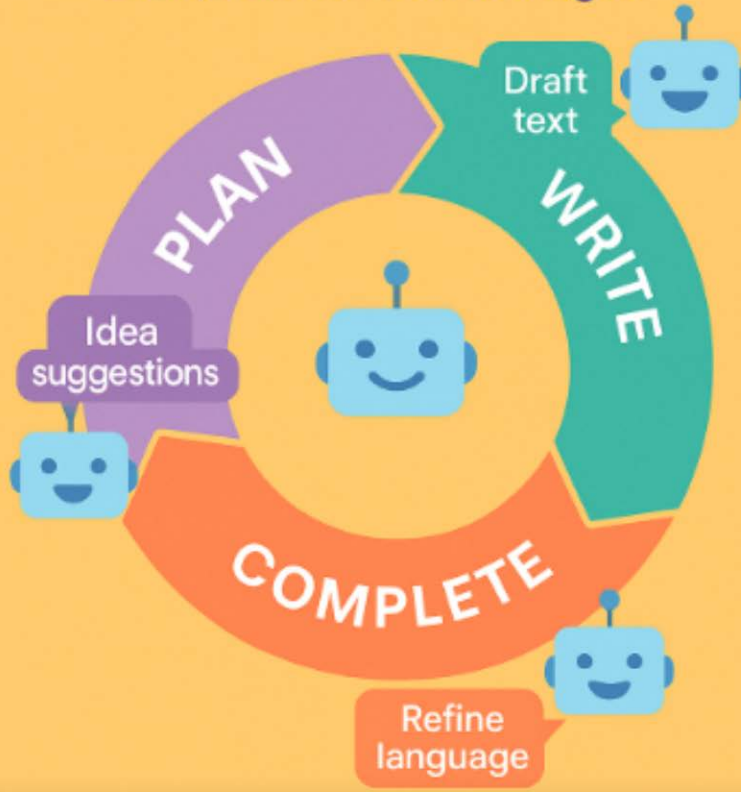 PLAN
Idea
suggestions
Draft
text
WRITE
COMPLETE
Refine
language